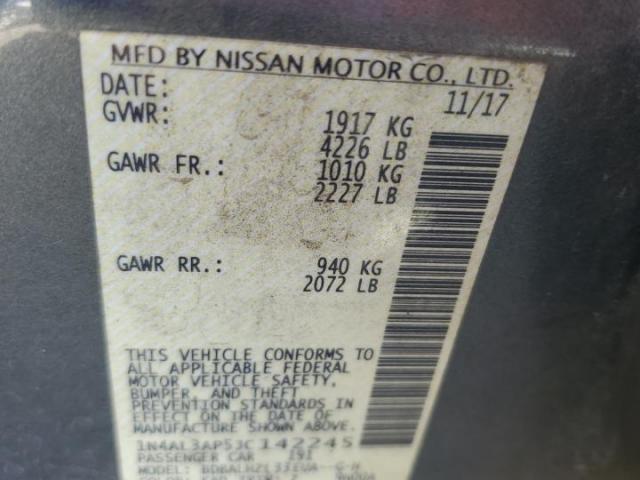 MFD BY NISSAN MOTOR CO., LTD.
DATE: 11/17
GVWR: 1917 KG
4226 LB
GAWR FR.: 1010 KG
2227 LB
GAWR RR.: 940 KG
2072 LB
THIS VEHICLE CONFORMS TO
ALL APPLICABLE FEDERAL
MOTOR VEHICLE SAFETY,
BUMPER, AND THEFT
PREVENTION STANDARDS IN
EFFECT ON THE DATE OF
MANUFACTURE SHOWN ABOVE.
1N4AL3AP53C142245
PASSENGER CAR 191
MODEL: